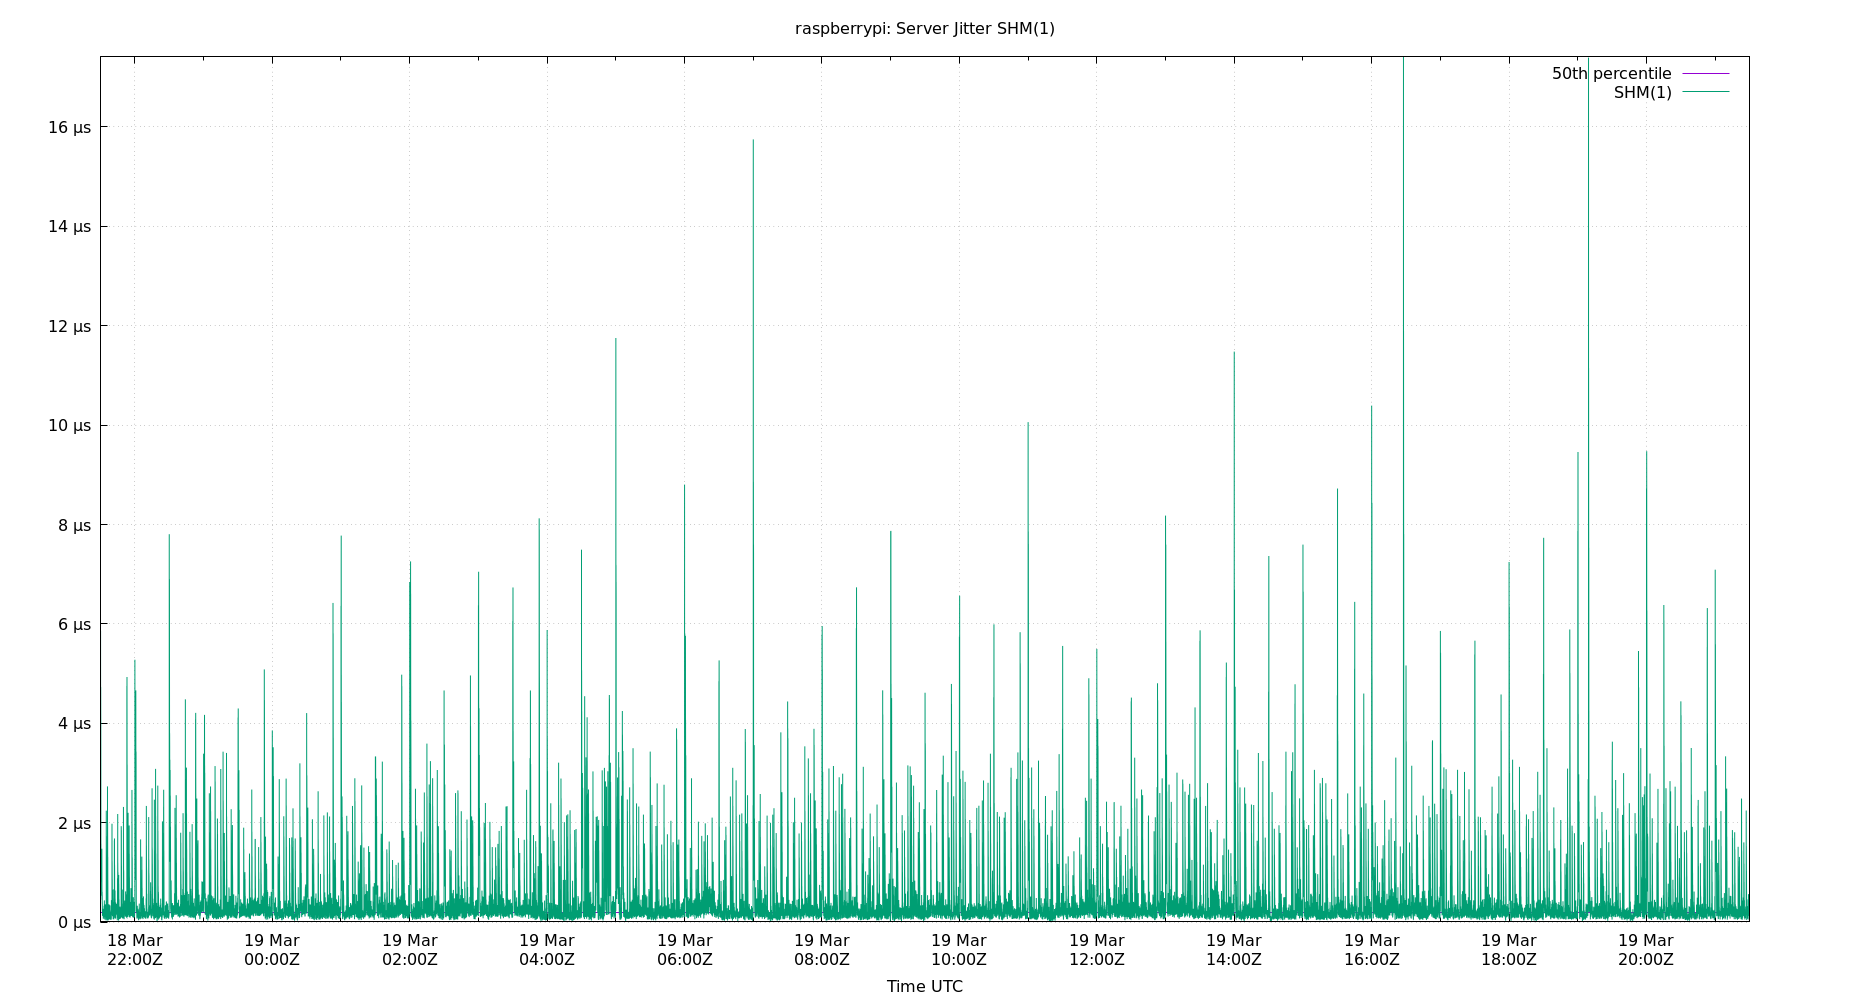 raspberrypi: Server Jitter SHM(1)
50th percentile
SHM(1)
16 µs
14 µs
12 µs
10 µs
8 µs
6 µs
4 µs
2 µs
0 µs
18 Mar 22:00Z
19 Mar 00:00Z
19 Mar 02:00Z
19 Mar 04:00Z
19 Mar 06:00Z
19 Mar 08:00Z
19 Mar 10:00Z
19 Mar 12:00Z
19 Mar 14:00Z
19 Mar 16:00Z
19 Mar 18:00Z
19 Mar 20:00Z
Time UTC